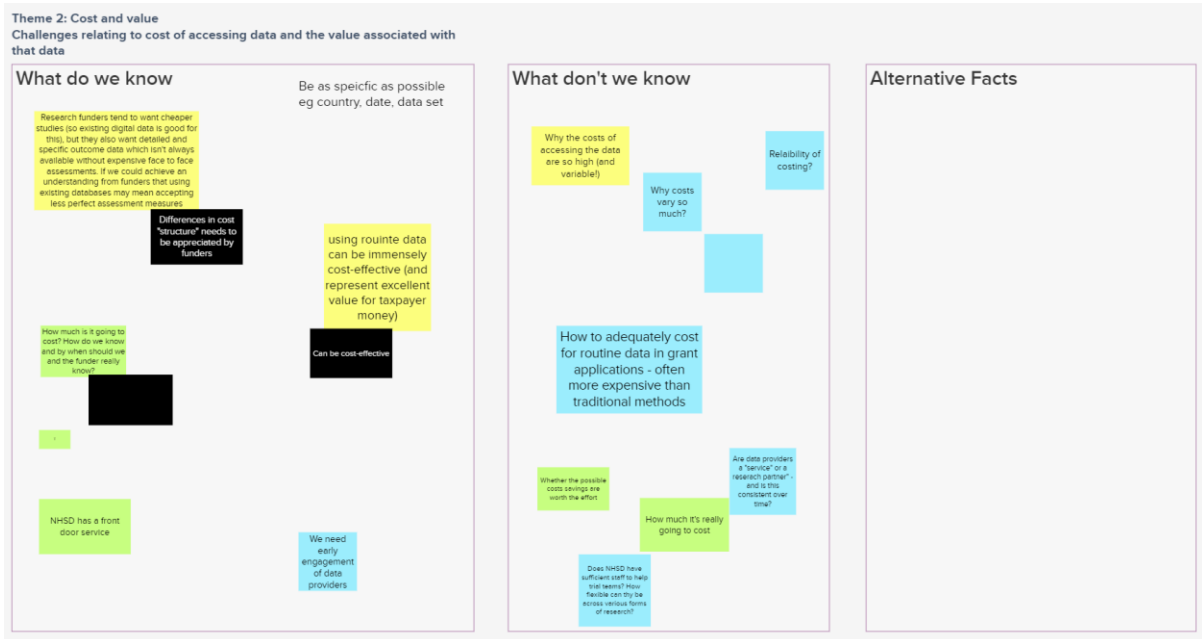 Theme 2: Cost and value
Challenges relating to cost of accessing data and the value associated with
that data
What do we know
Be as speicfic as possible
eg country, date, data set
Research funders tend to want cheaper
studies (so existing digital data is good for
this), but they also want detailed and
specific outcome data which isn't always
available without expensive face to face
assessments. If we could achieve an
understanding from funders that using
existing databases may mean accepting
less perfect assessment measures
Differences in cost
"structure" needs to
be appreciated by
funders
using rouinte data
can be immensely
cost-effective (and
represent excellent
value for taxpayer
money)
Can be cost-effective
How much is it going to
cost? How do we know
and by when should we
and the funder really
know?
NHSD has a front
door service
We need
early
engagement
of data
providers
What don't we know
Why the costs of
accessing the data
are so high (and
variable!)
Relaibility of
costing?
Why costs
vary so
much?
How to adequately cost
for routine data in grant
applications - often
more expensive than
traditional methods
Are data providers
a "service" or a
reserach partner" -
and is this
consistent over
time?
Whether the possible
costs savings are
worth the effort
How much it's really
going to cost
Does NHSD have
sufficient staff to help
trial teams? How
flexible can thy be
across various forms
of research?
Alternative Facts